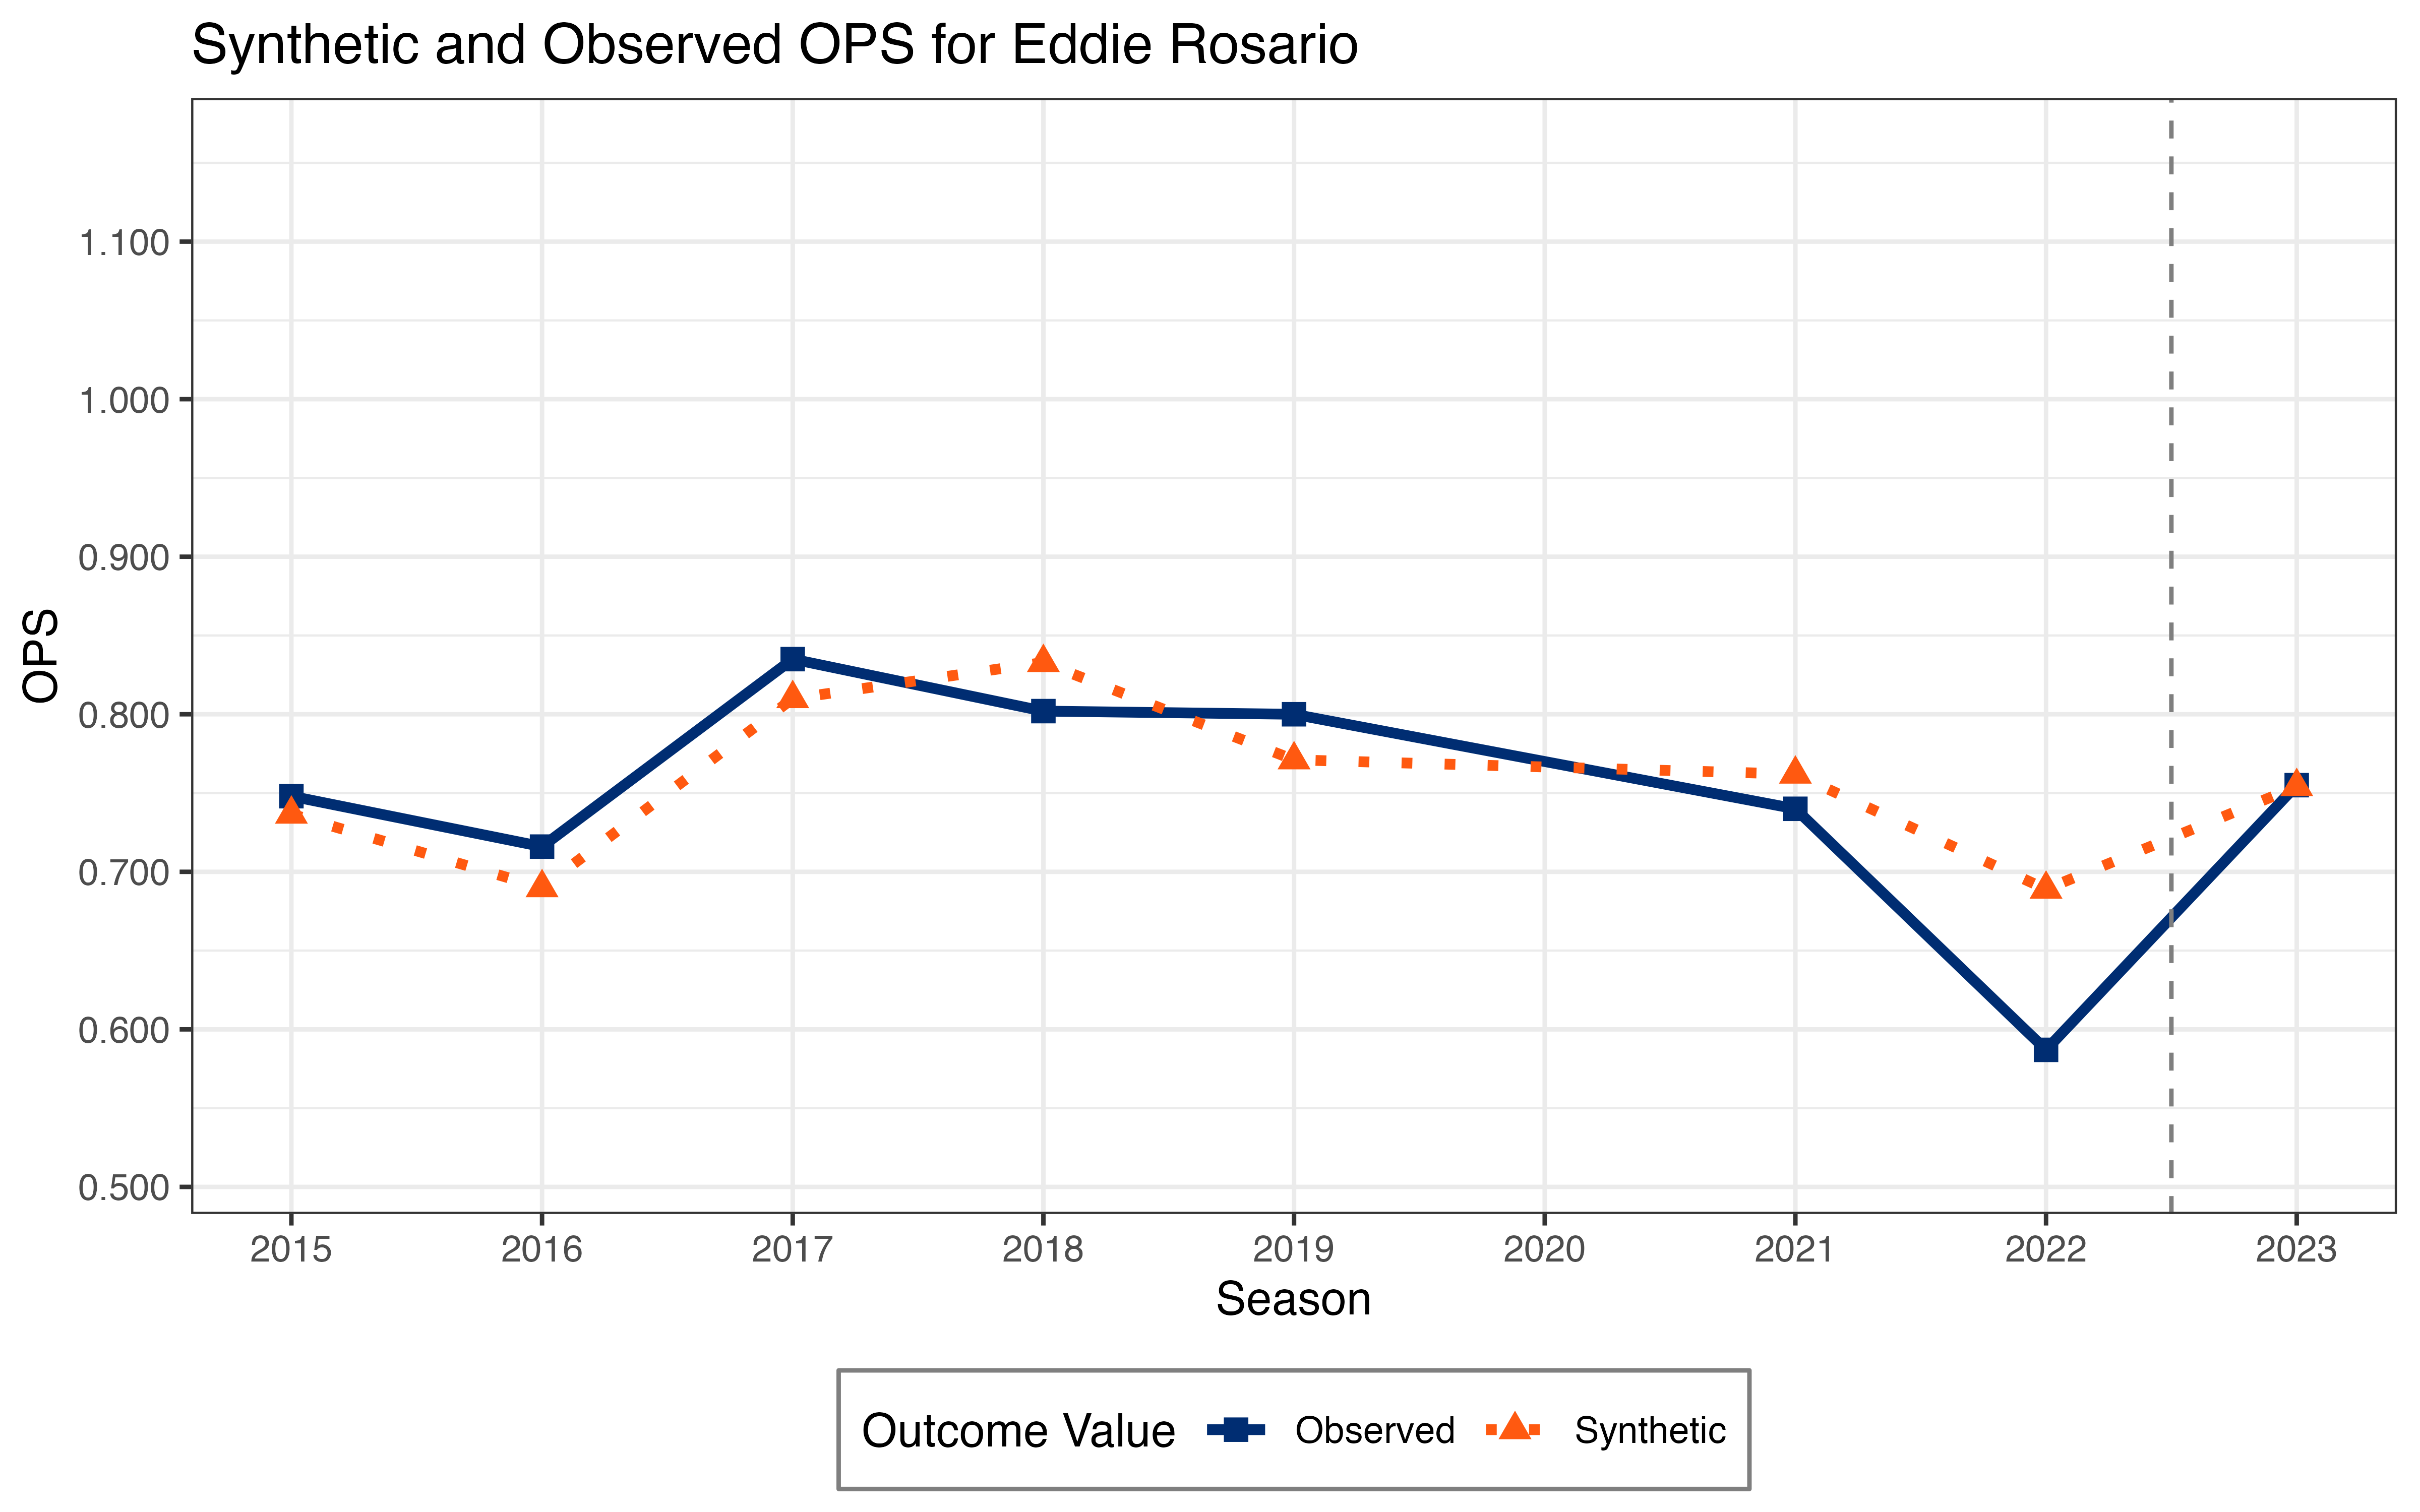 Synthetic and Observed OPS for Eddie Rosario
OPS
1.100
1.000
0.900
0.800
0.700
0.600
0.500
2015 2016 2017 2018 2019 2020 2021 2022 2023
Season
Outcome Value Observed Synthetic